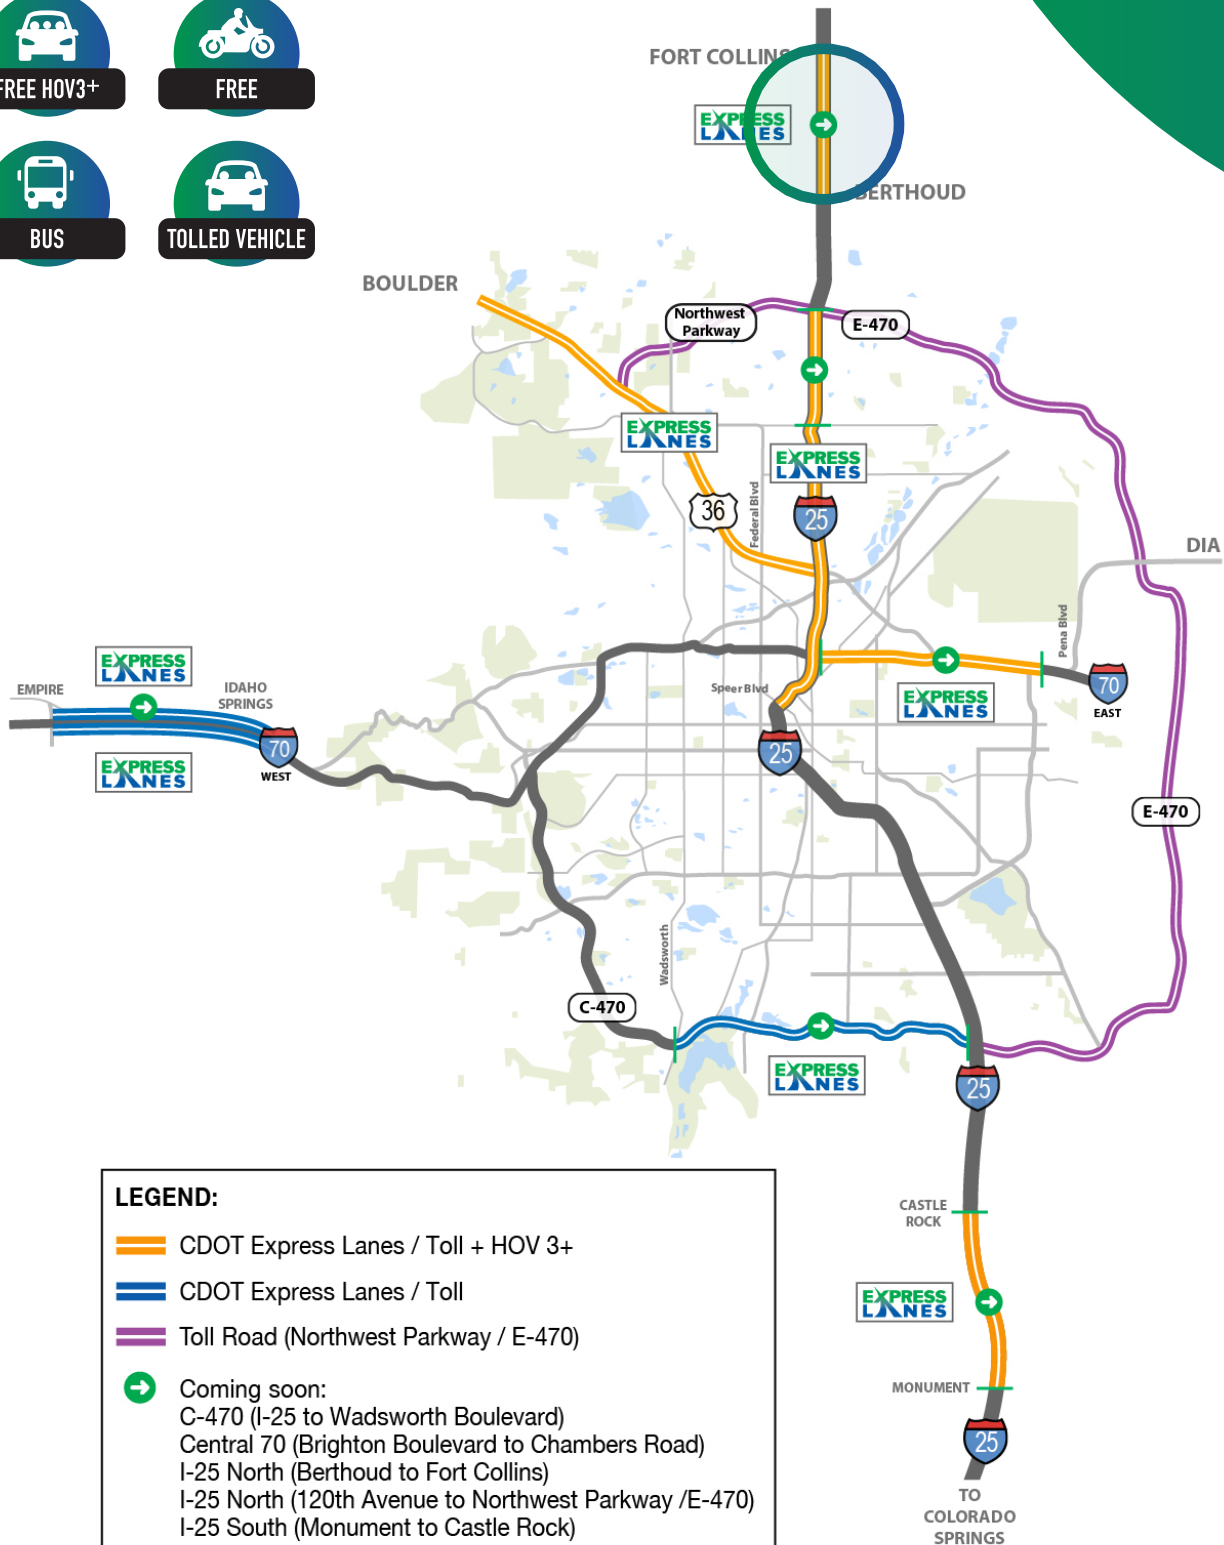 FREE HOV3+
FREE
BUS
TOLLED VEHICLE
FORT COLLINS
EXPRESS
LANES
BERTHOUD
BOULDER
Northwest
Parkway
E-470
EXPRESS
LANES
EXPRESS
LANES
36
Federal Blvd
25
DIA
Pena Blvd
EXPRESS
LANES
EMPIRE
IDAHO
SPRINGS
70
WEST
EXPRESS
LANES
Speer Blvd
EXPRESS
LANES
70
EAST
25
E-470
Wadsworth
C-470
EXPRESS
LANES
25
CASTLE
ROCK
EXPRESS
LANES
MONUMENT
25
TO
COLORADO
SPRINGS
LEGEND:
CDOT Express Lanes / Toll + HOV 3+
CDOT Express Lanes / Toll
Toll Road (Northwest Parkway / E-470)
Coming soon:
C-470 (I-25 to Wadsworth Boulevard)
Central 70 (Brighton Boulevard to Chambers Road)
I-25 North (Berthoud to Fort Collins)
I-25 North (120th Avenue to Northwest Parkway /E-470)
I-25 South (Monument to Castle Rock)